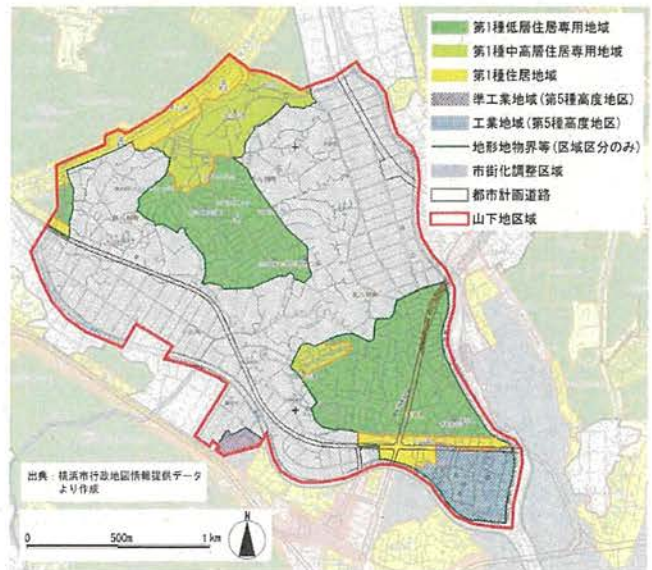 第1種低層住居専用地域
第1種中高層住居専用地域
第1種住居地域
準工業地域(第5種高度地区)
工業地域(第5種高度地区)
地形地物界等(区域区分のみ)
市街化調整区域
都市計画道路
山下地区域
出典:横浜市行政地図情報提供データ
より作成
0 500m 1 km
N